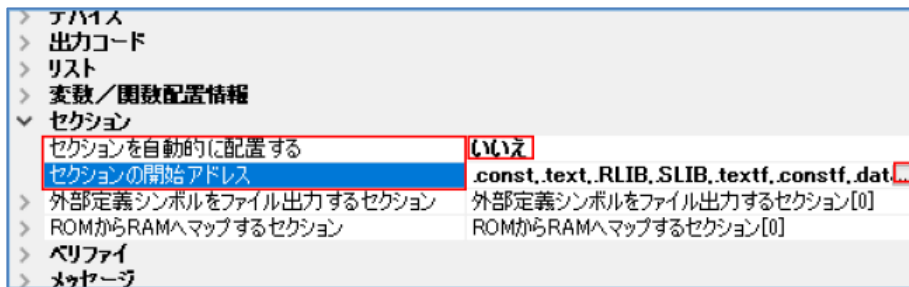 デバイス
出力コード
リスト
変数／関数配置情報
セクション
セクションを自動的に配置する いいえ
セクションの開始アドレス .const,.text,.RLIB,.SLIB,.textf,.constf,.dat...
外部定義シンボルをファイル出力するセクション 外部定義シンボルをファイル出力するセクション[0]
ROMからRAMへマップするセクション ROMからRAMへマップするセクション[0]
ベリファイ
メッセージ